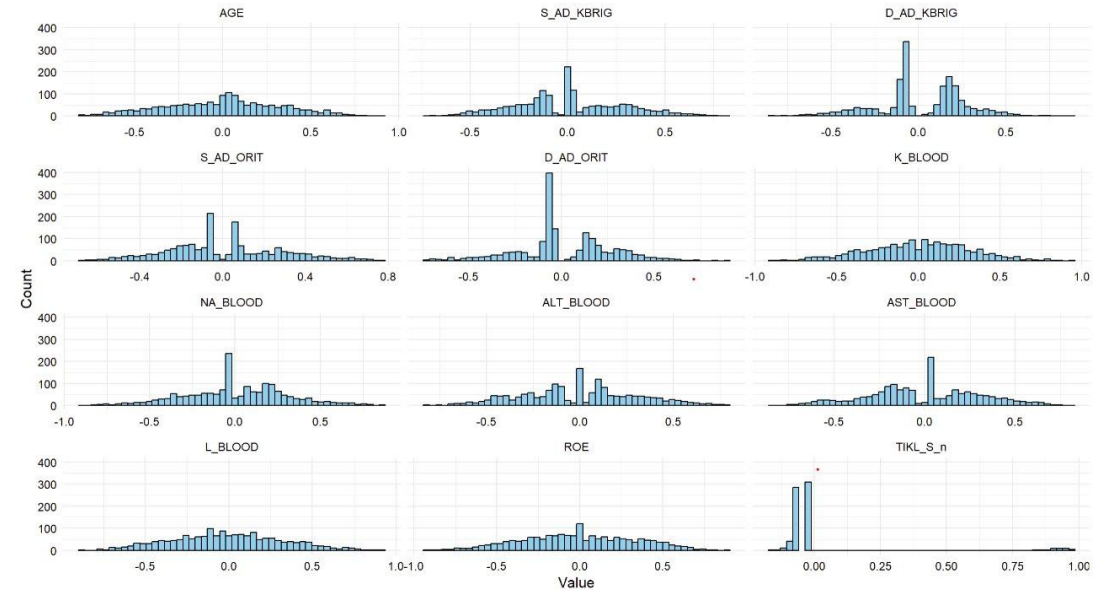 AGE
S_AD_KBRIG
D_AD_KBRIG
400
300
200
100
0
-0.5 0.0 0.5 1.0
-0.5 0.0 0.5
-0.5 0.0 0.5
S_AD_ORIT
D_AD_ORIT
K_BLOOD
400
300
200
100
0
-0.4 0.0 0.4 0.8
-0.5 0.0 0.5
-1.0 -0.5 0.0 0.5 1.0
Count
NA_BLOOD
ALT_BLOOD
AST_BLOOD
400
300
200
100
0
-1.0 -0.5 0.0 0.5
-0.5 0.0 0.5
-0.5 0.0 0.5
L_BLOOD
ROE
TIKL_S_n
400
300
200
100
0
-0.5 0.0 0.5 1.0
-1.0 -0.5 0.0 0.5
0.00 0.25 0.50 0.75 1.00
Value